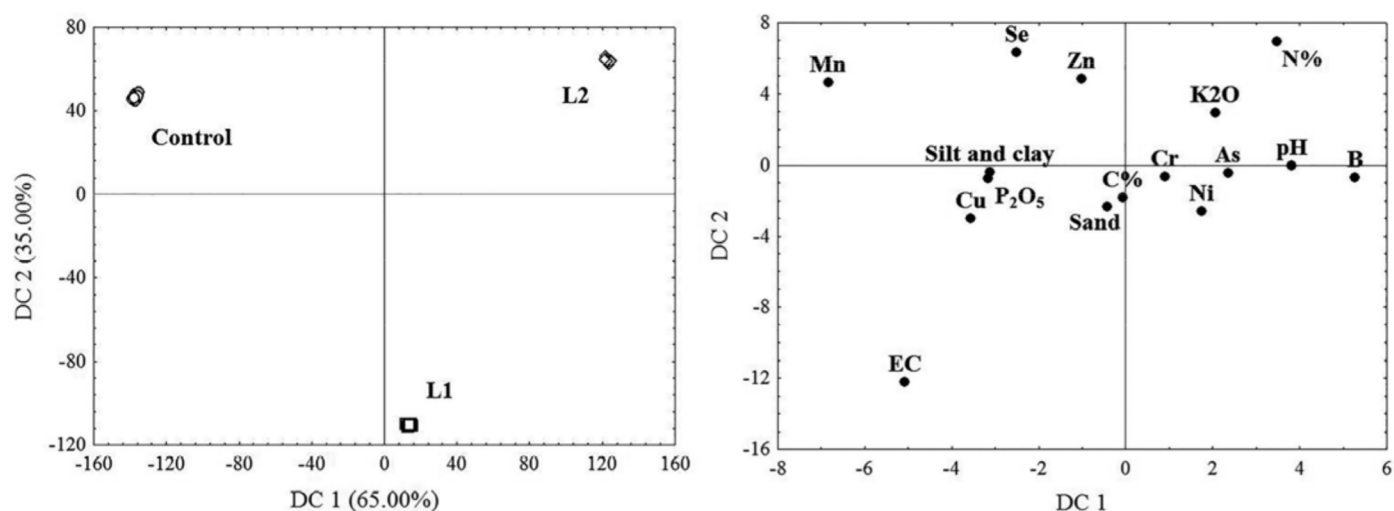 80
40
0
-40
-80
-120
-160 -120 -80 -40 0 40 80 120 160
DC 2 (35.00%)
DC 1 (65.00%)
Control
L2
L1
8
4
0
-4
-8
-12
-16
-8 -6 -4 -2 0 2 4 6
DC 2
DC 1
Se
Mn
Zn
N%
K2O
Silt and clay
Cr
As
pH
B
C%
Cu
P₂O₅
Sand
Ni
EC